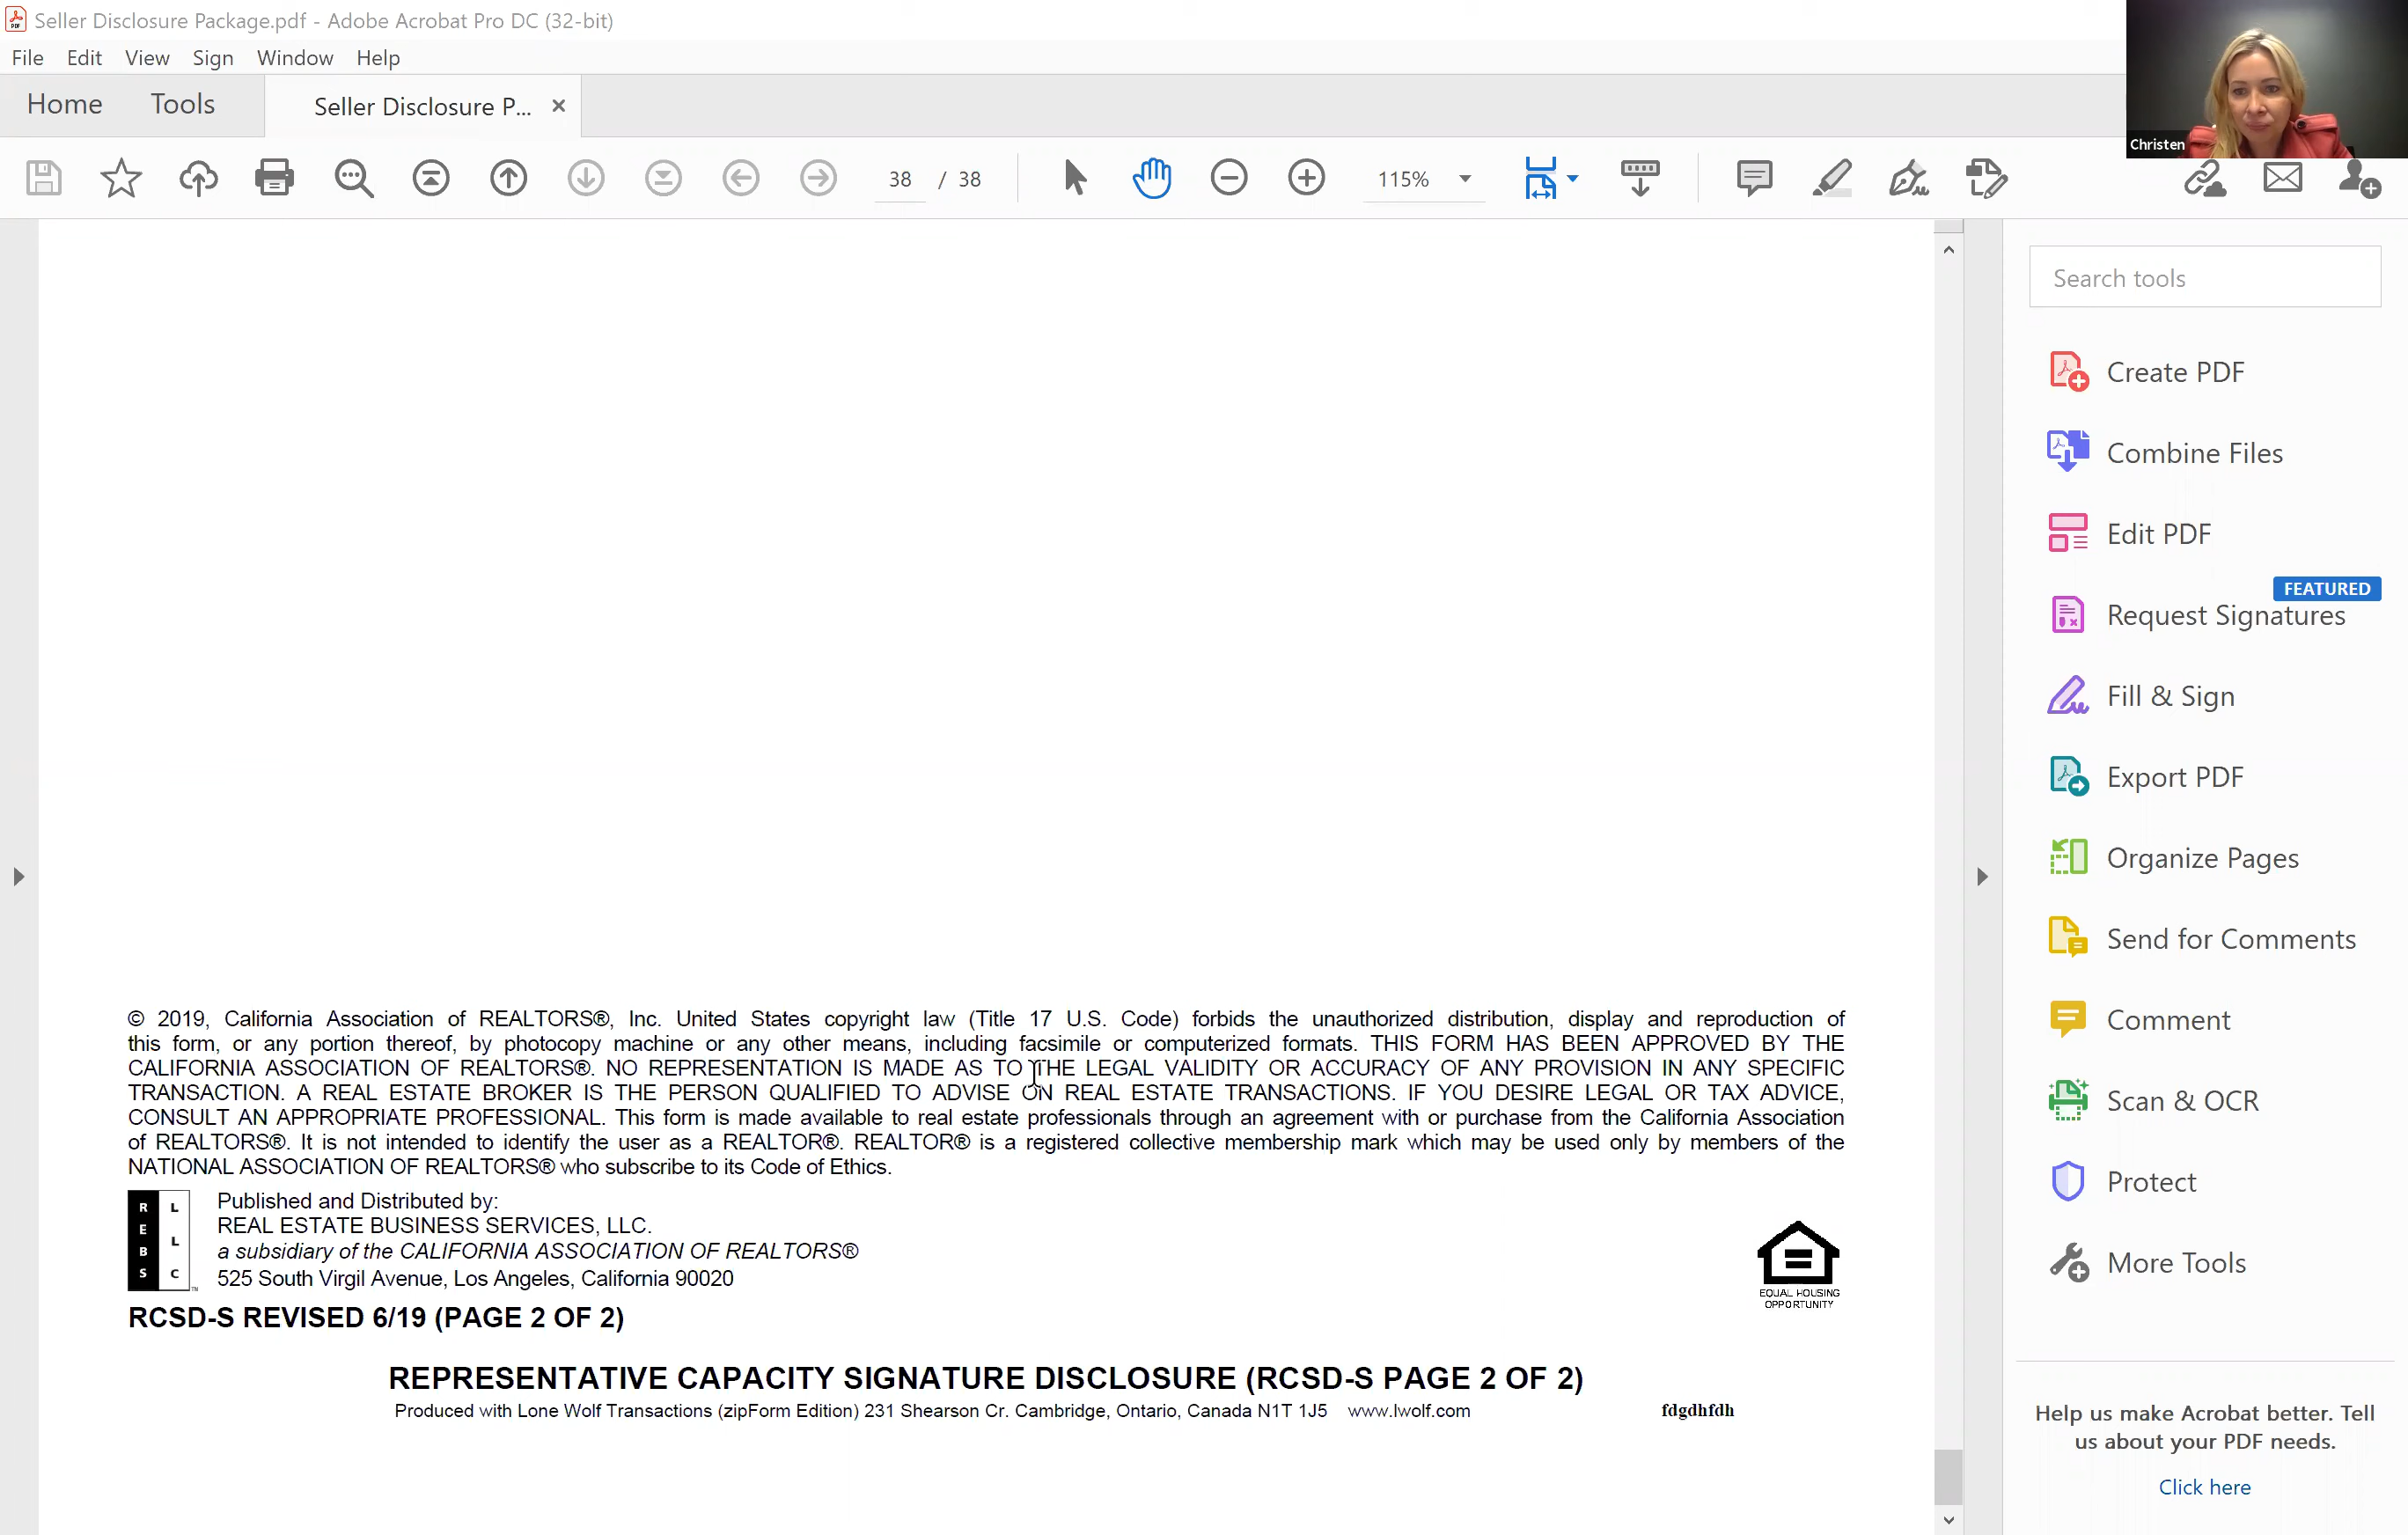 Seller Disclosure Package.pdf - Adobe Acrobat Pro DC (32-bit)
File Edit View Sign Window Help
Home Tools Seller Disclosure P... ×
Christen
38 / 38 115%
Search tools
Create PDF
Combine Files
Edit PDF
FEATURED
Request Signatures
Fill & Sign
Export PDF
Organize Pages
Send for Comments
Comment
Scan & OCR
Protect
More Tools
Help us make Acrobat better. Tell
us about your PDF needs.
Click here
© 2019, California Association of REALTORS®, Inc. United States copyright law (Title 17 U.S. Code) forbids the unauthorized distribution, display and reproduction of
this form, or any portion thereof, by photocopy machine or any other means, including facsimile or computerized formats. THIS FORM HAS BEEN APPROVED BY THE
CALIFORNIA ASSOCIATION OF REALTORS®. NO REPRESENTATION IS MADE AS TO THE LEGAL VALIDITY OR ACCURACY OF ANY PROVISION IN ANY SPECIFIC
TRANSACTION. A REAL ESTATE BROKER IS THE PERSON QUALIFIED TO ADVISE ON REAL ESTATE TRANSACTIONS. IF YOU DESIRE LEGAL OR TAX ADVICE,
CONSULT AN APPROPRIATE PROFESSIONAL. This form is made available to real estate professionals through an agreement with or purchase from the California Association
of REALTORS®. It is not intended to identify the user as a REALTOR®. REALTOR® is a registered collective membership mark which may be used only by members of the
NATIONAL ASSOCIATION OF REALTORS® who subscribe to its Code of Ethics.
REBS LLC ™
Published and Distributed by:
REAL ESTATE BUSINESS SERVICES, LLC.
a subsidiary of the CALIFORNIA ASSOCIATION OF REALTORS®
525 South Virgil Avenue, Los Angeles, California 90020
EQUAL HOUSING
OPPORTUNITY
RCSD-S REVISED 6/19 (PAGE 2 OF 2)
REPRESENTATIVE CAPACITY SIGNATURE DISCLOSURE (RCSD-S PAGE 2 OF 2)
Produced with Lone Wolf Transactions (zipForm Edition) 231 Shearson Cr. Cambridge, Ontario, Canada N1T 1J5 www.lwolf.com fdgdhfdh